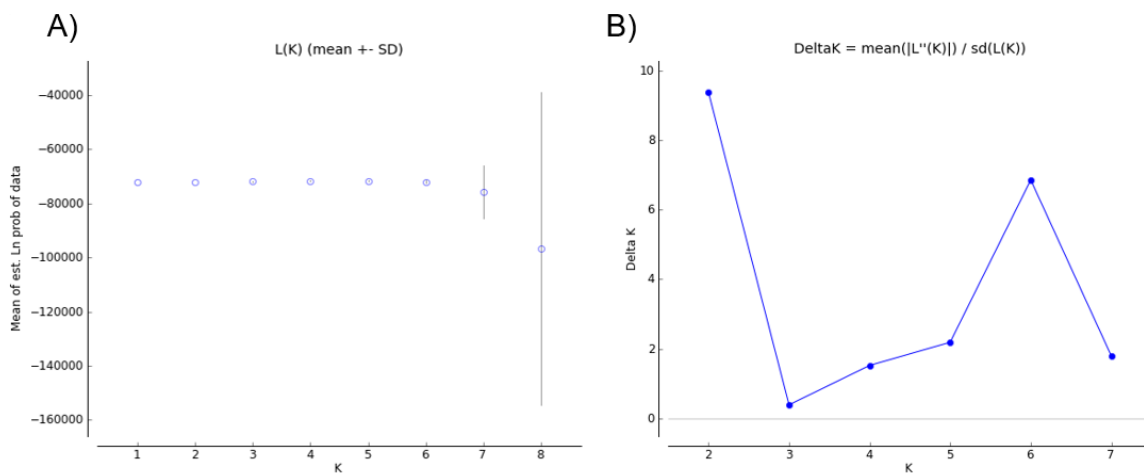 A)
L(K) (mean +- SD)
Mean of est. Ln prob of data
−40000
−60000
−80000
−100000
−120000
−140000
−160000
1 2 3 4 5 6 7 8
K
B)
DeltaK = mean(|L''(K)|) / sd(L(K))
Delta K
10
8
6
4
2
0
2 3 4 5 6 7
K